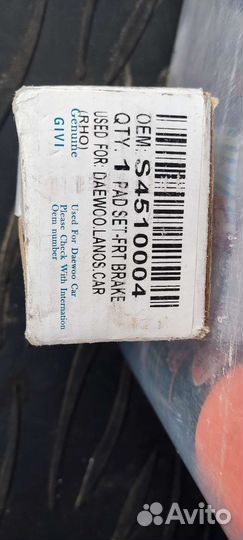 OEM: S4510004
QTY: 1 PAD SET-FRT BRAKE
USED FOR: DAEWOO.LANOS.CAR
(RHO)
Genuine
GIVI
Used For Daewoo Car
Please Check With Internation
Oem number
Avito